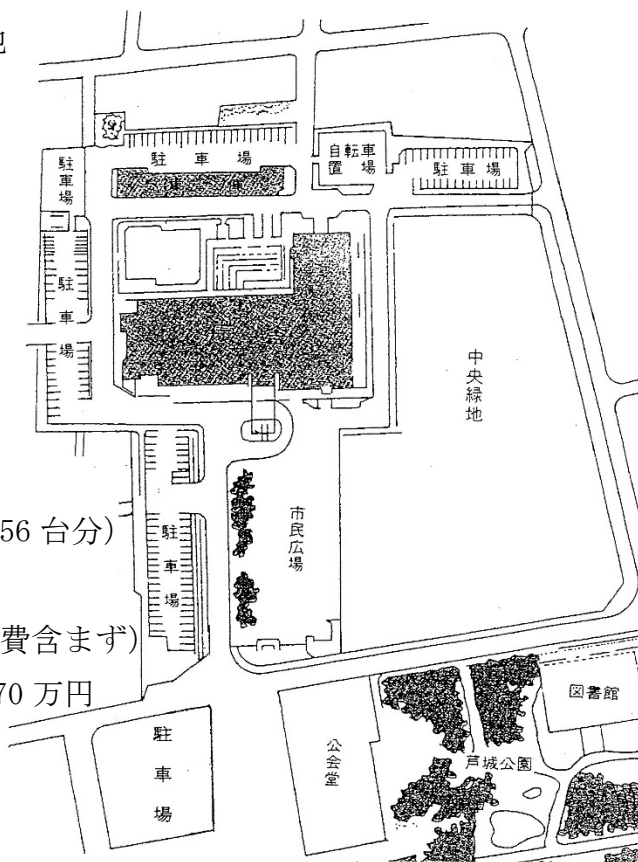 地
駐車場
自転車
置場
駐車場
駐車場
車庫
駐車場
中央緑地
56 台分）
市民広場
駐車場
費含まず）
70 万円
図書館
駐車場
公会堂
芦城公園